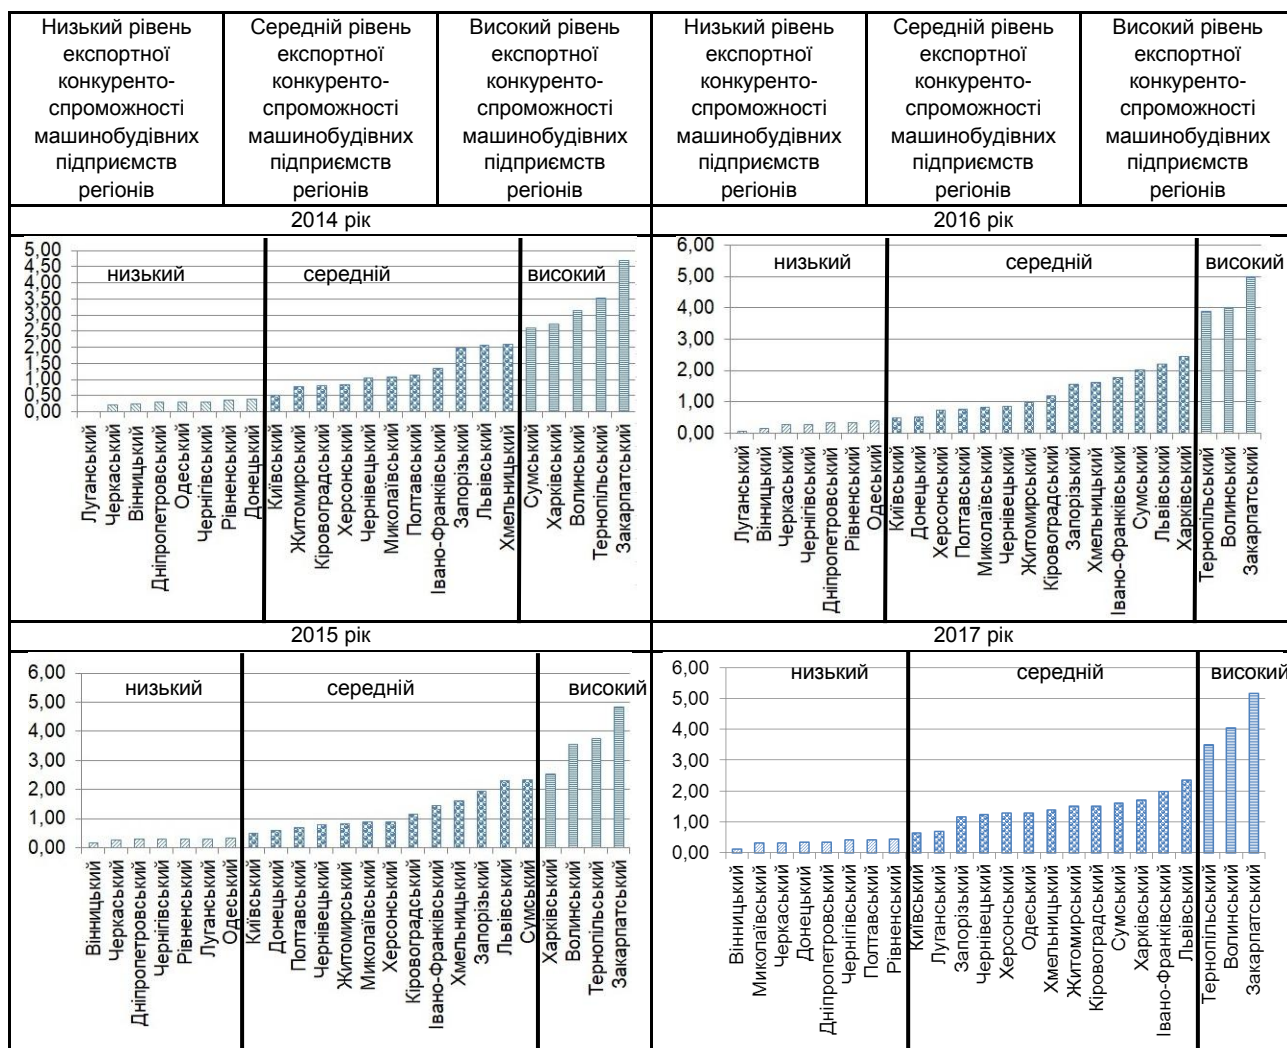 Низький рівень
експортної
конкуренто-
спроможності
машинобудівних
підприємств
регіонів
Середній рівень
експортної
конкуренто-
спроможності
машинобудівних
підприємств
регіонів
Високий рівень
експортної
конкуренто-
спроможності
машинобудівних
підприємств
регіонів
Низький рівень
експортної
конкуренто-
спроможності
машинобудівних
підприємств
регіонів
Середній рівень
експортної
конкуренто-
спроможності
машинобудівних
підприємств
регіонів
Високий рівень
експортної
конкуренто-
спроможності
машинобудівних
підприємств
регіонів
2014 рік
2016 рік
5,00
4,50
4,00
3,50
3,00
2,50
2,00
1,50
1,00
0,50
0,00
низький
середній
високий
Луганський
Черкаський
Вінницький
Дніпропетровський
Одеський
Чернігівський
Рівненський
Донецький
Київський
Житомирський
Кіровоградський
Херсонський
Чернівецький
Миколаївський
Полтавський
Івано-Франківський
Запорізький
Львівський
Хмельницький
Сумський
Харківський
Волинський
Тернопільський
Закарпатський
6,00
5,00
4,00
3,00
2,00
1,00
0,00
низький
середній
високий
Луганський
Вінницький
Черкаський
Чернігівський
Дніпропетровський
Рівненський
Одеський
Київський
Донецький
Херсонський
Полтавський
Миколаївський
Чернівецький
Житомирський
Кіровоградський
Запорізький
Хмельницький
Івано-Франківський
Сумський
Львівський
Харківський
Тернопільський
Волинський
Закарпатський
2015 рік
2017 рік
6,00
5,00
4,00
3,00
2,00
1,00
0,00
низький
середній
високий
Вінницький
Черкаський
Дніпропетровський
Чернігівський
Рівненський
Луганський
Одеський
Київський
Донецький
Полтавський
Чернівецький
Житомирський
Миколаївський
Херсонський
Кіровоградський
Івано-Франківський
Хмельницький
Запорізький
Львівський
Сумський
Харківський
Волинський
Тернопільський
Закарпатський
6,00
5,00
4,00
3,00
2,00
1,00
0,00
низький
середній
високий
Вінницький
Миколаївський
Черкаський
Донецький
Дніпропетровський
Чернігівський
Полтавський
Рівненський
Київський
Луганський
Запорізький
Чернівецький
Херсонський
Одеський
Хмельницький
Житомирський
Кіровоградський
Сумський
Харківський
Івано-Франківський
Львівський
Тернопільський
Волинський
Закарпатський